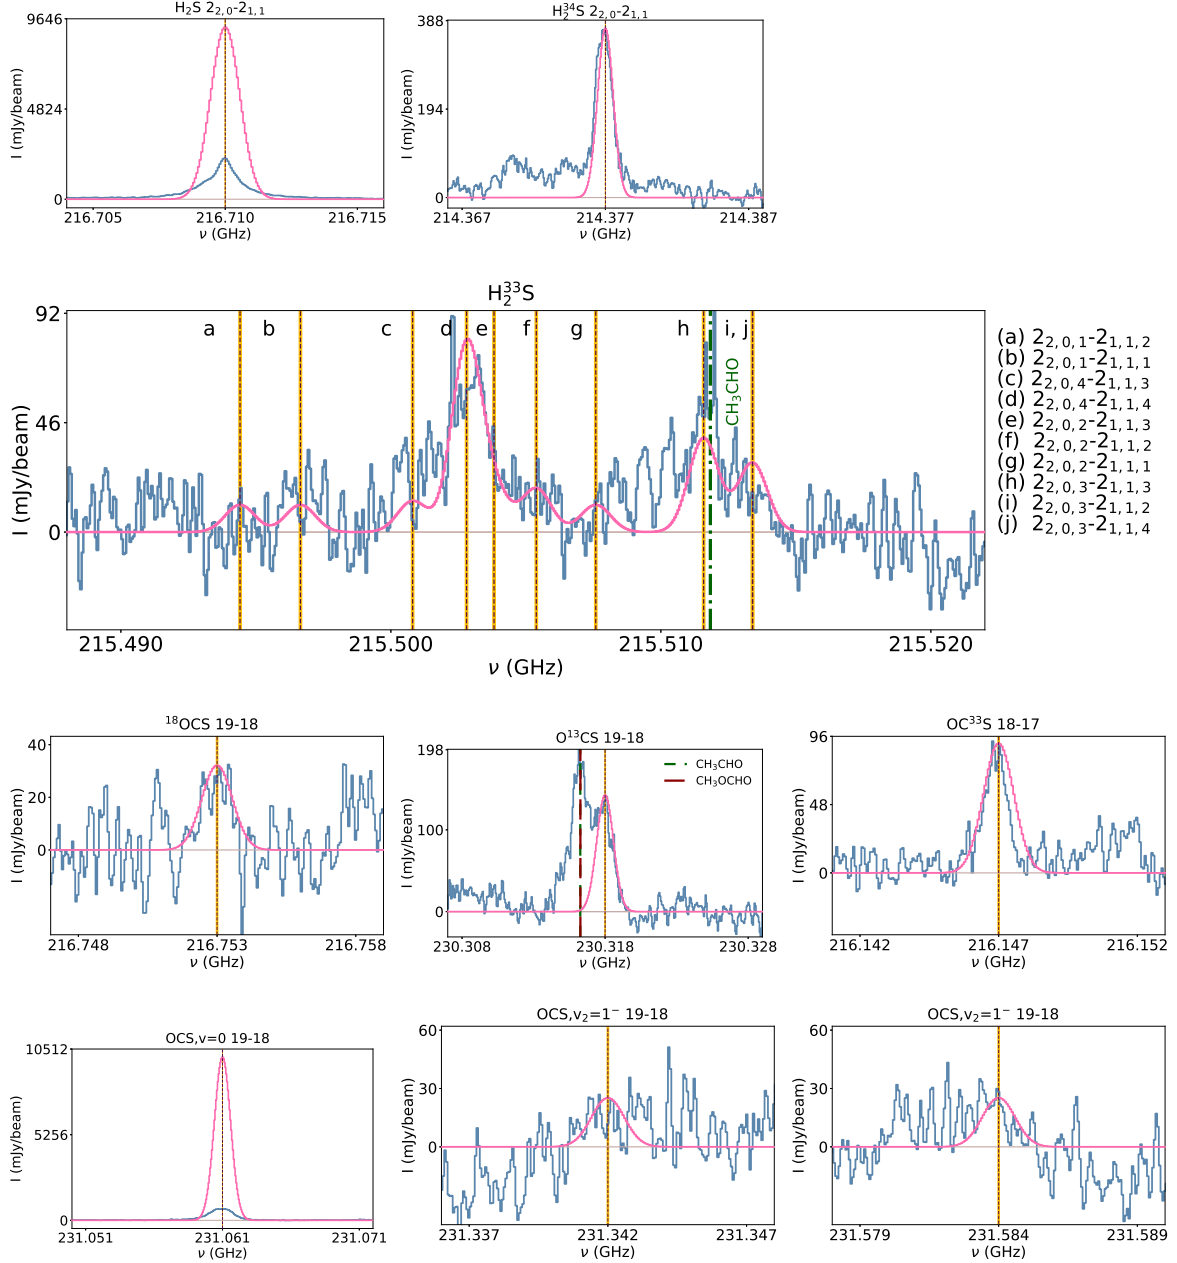 H₂S 2₂,₀-2₁,₁
9646
4824
0
I (mJy/beam)
216.705 216.710 216.715
ν (GHz)
H₂³⁴S 2₂,₀-2₁,₁
388
194
0
I (mJy/beam)
214.367 214.377 214.387
ν (GHz)
H₂³³S
92
46
0
I (mJy/beam)
a b c d e f g h i, j
CH₃CHO
215.490 215.500 215.510 215.520
ν (GHz)
(a) 2₂,₀,₁-2₁,₁,₂
(b) 2₂,₀,₁-2₁,₁,₁
(c) 2₂,₀,₄-2₁,₁,₃
(d) 2₂,₀,₄-2₁,₁,₄
(e) 2₂,₀,₂-2₁,₁,₃
(f) 2₂,₀,₂-2₁,₁,₂
(g) 2₂,₀,₂-2₁,₁,₁
(h) 2₂,₀,₃-2₁,₁,₃
(i) 2₂,₀,₃-2₁,₁,₂
(j) 2₂,₀,₃-2₁,₁,₄
¹⁸OCS 19-18
40
20
0
I (mJy/beam)
216.748 216.753 216.758
ν (GHz)
O¹³CS 19-18
198
100
0
I (mJy/beam)
CH₃CHO
CH₃OCHO
230.308 230.318 230.328
ν (GHz)
OC³³S 18-17
96
48
0
I (mJy/beam)
216.142 216.147 216.152
ν (GHz)
OCS,v=0 19-18
10512
5256
0
I (mJy/beam)
231.051 231.061 231.071
ν (GHz)
OCS,v₂=1⁻ 19-18
60
30
0
I (mJy/beam)
231.337 231.342 231.347
ν (GHz)
OCS,v₂=1⁻ 19-18
60
30
0
I (mJy/beam)
231.579 231.584 231.589
ν (GHz)